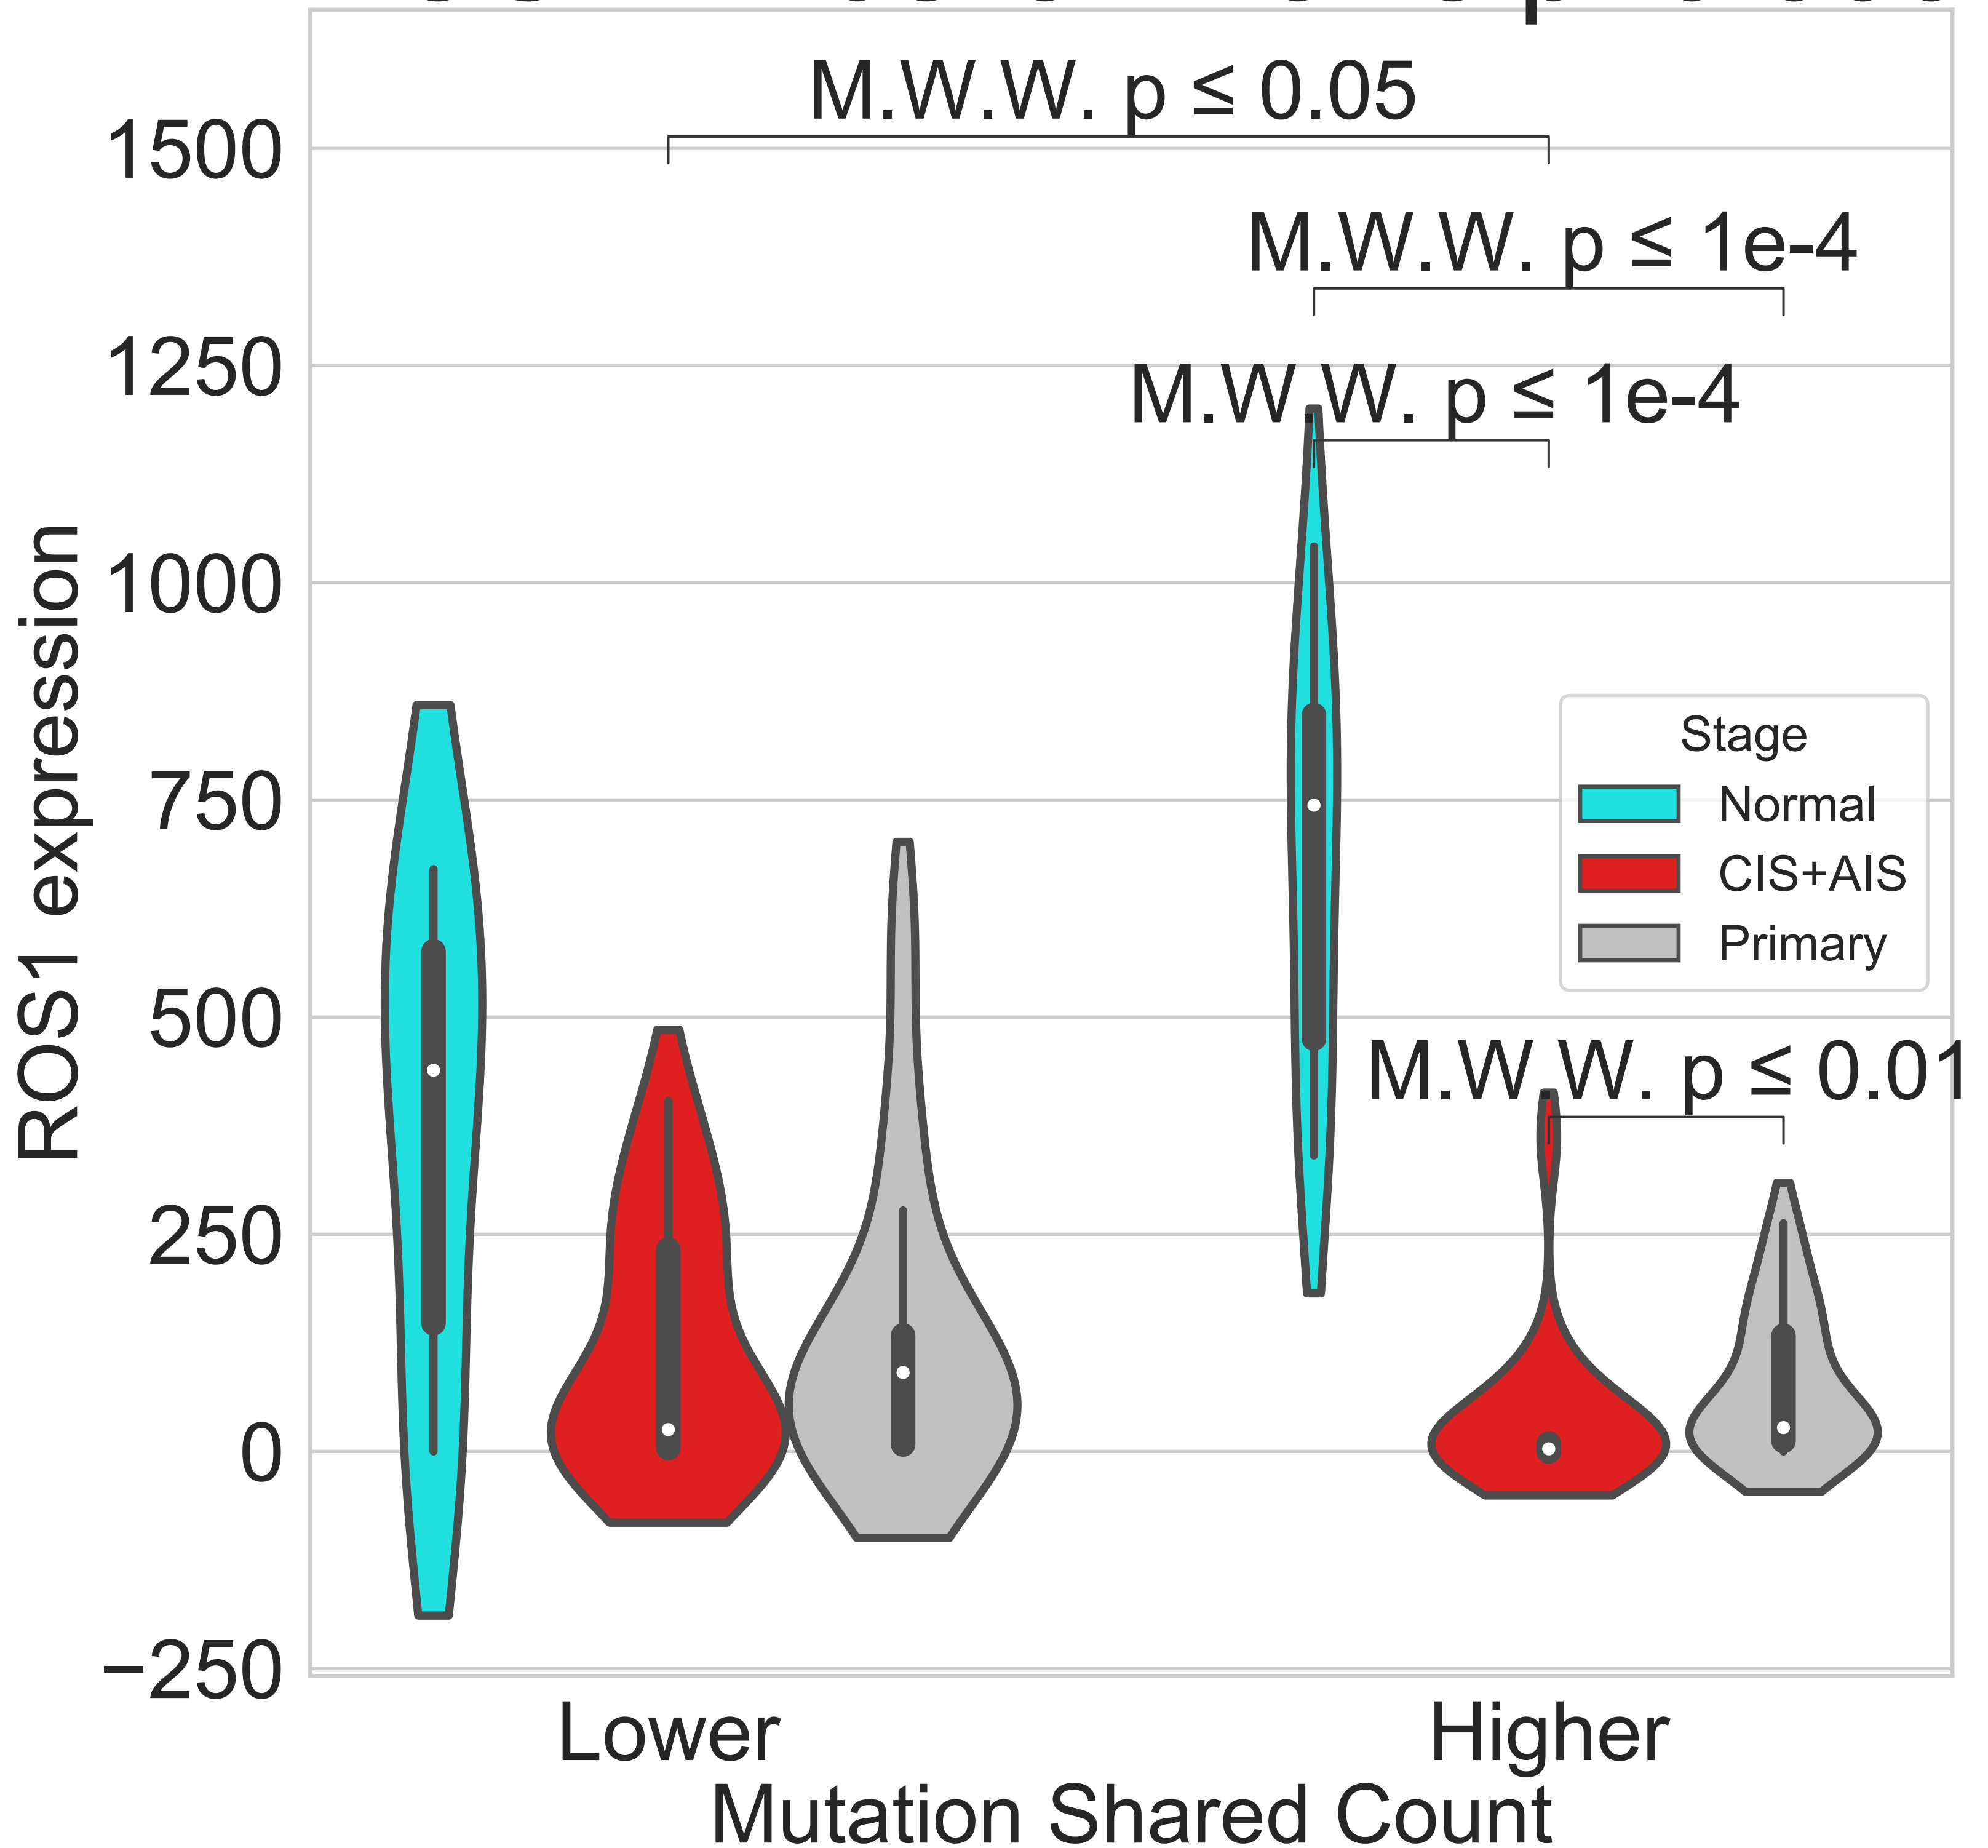 M.W.W. p ≤ 0.05
1500
M.W.W. p ≤ 1e-4
1250
M.W.W. p ≤ 1e-4
1000
750
500
250
0
−250
ROS1 expression
Stage
Normal
CIS+AIS
Primary
M.W.W. p ≤ 0.01
Lower
Higher
Mutation Shared Count